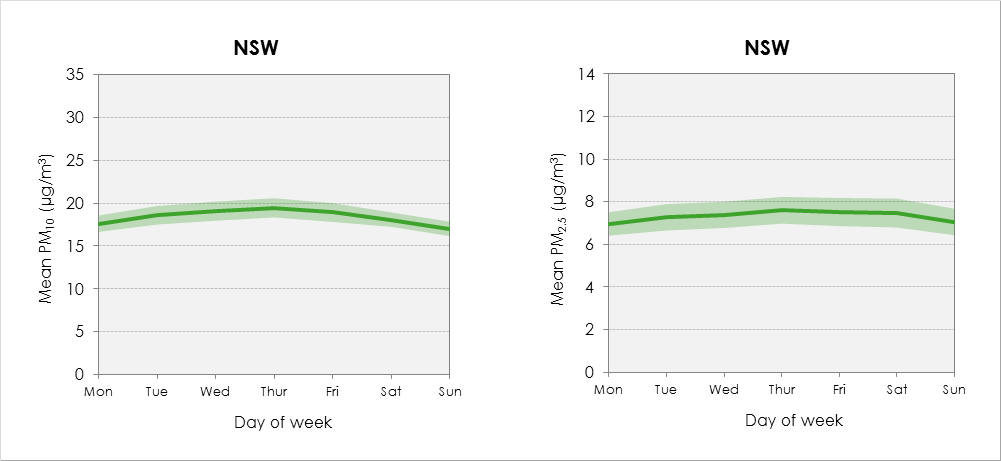 NSW
35
30
25
20
15
10
5
0
Mean PM10 (µg/m³)
Mon Tue Wed Thur Fri Sat Sun
Day of week
NSW
14
12
10
8
6
4
2
0
Mean PM2.5 (µg/m³)
Mon Tue Wed Thur Fri Sat Sun
Day of week